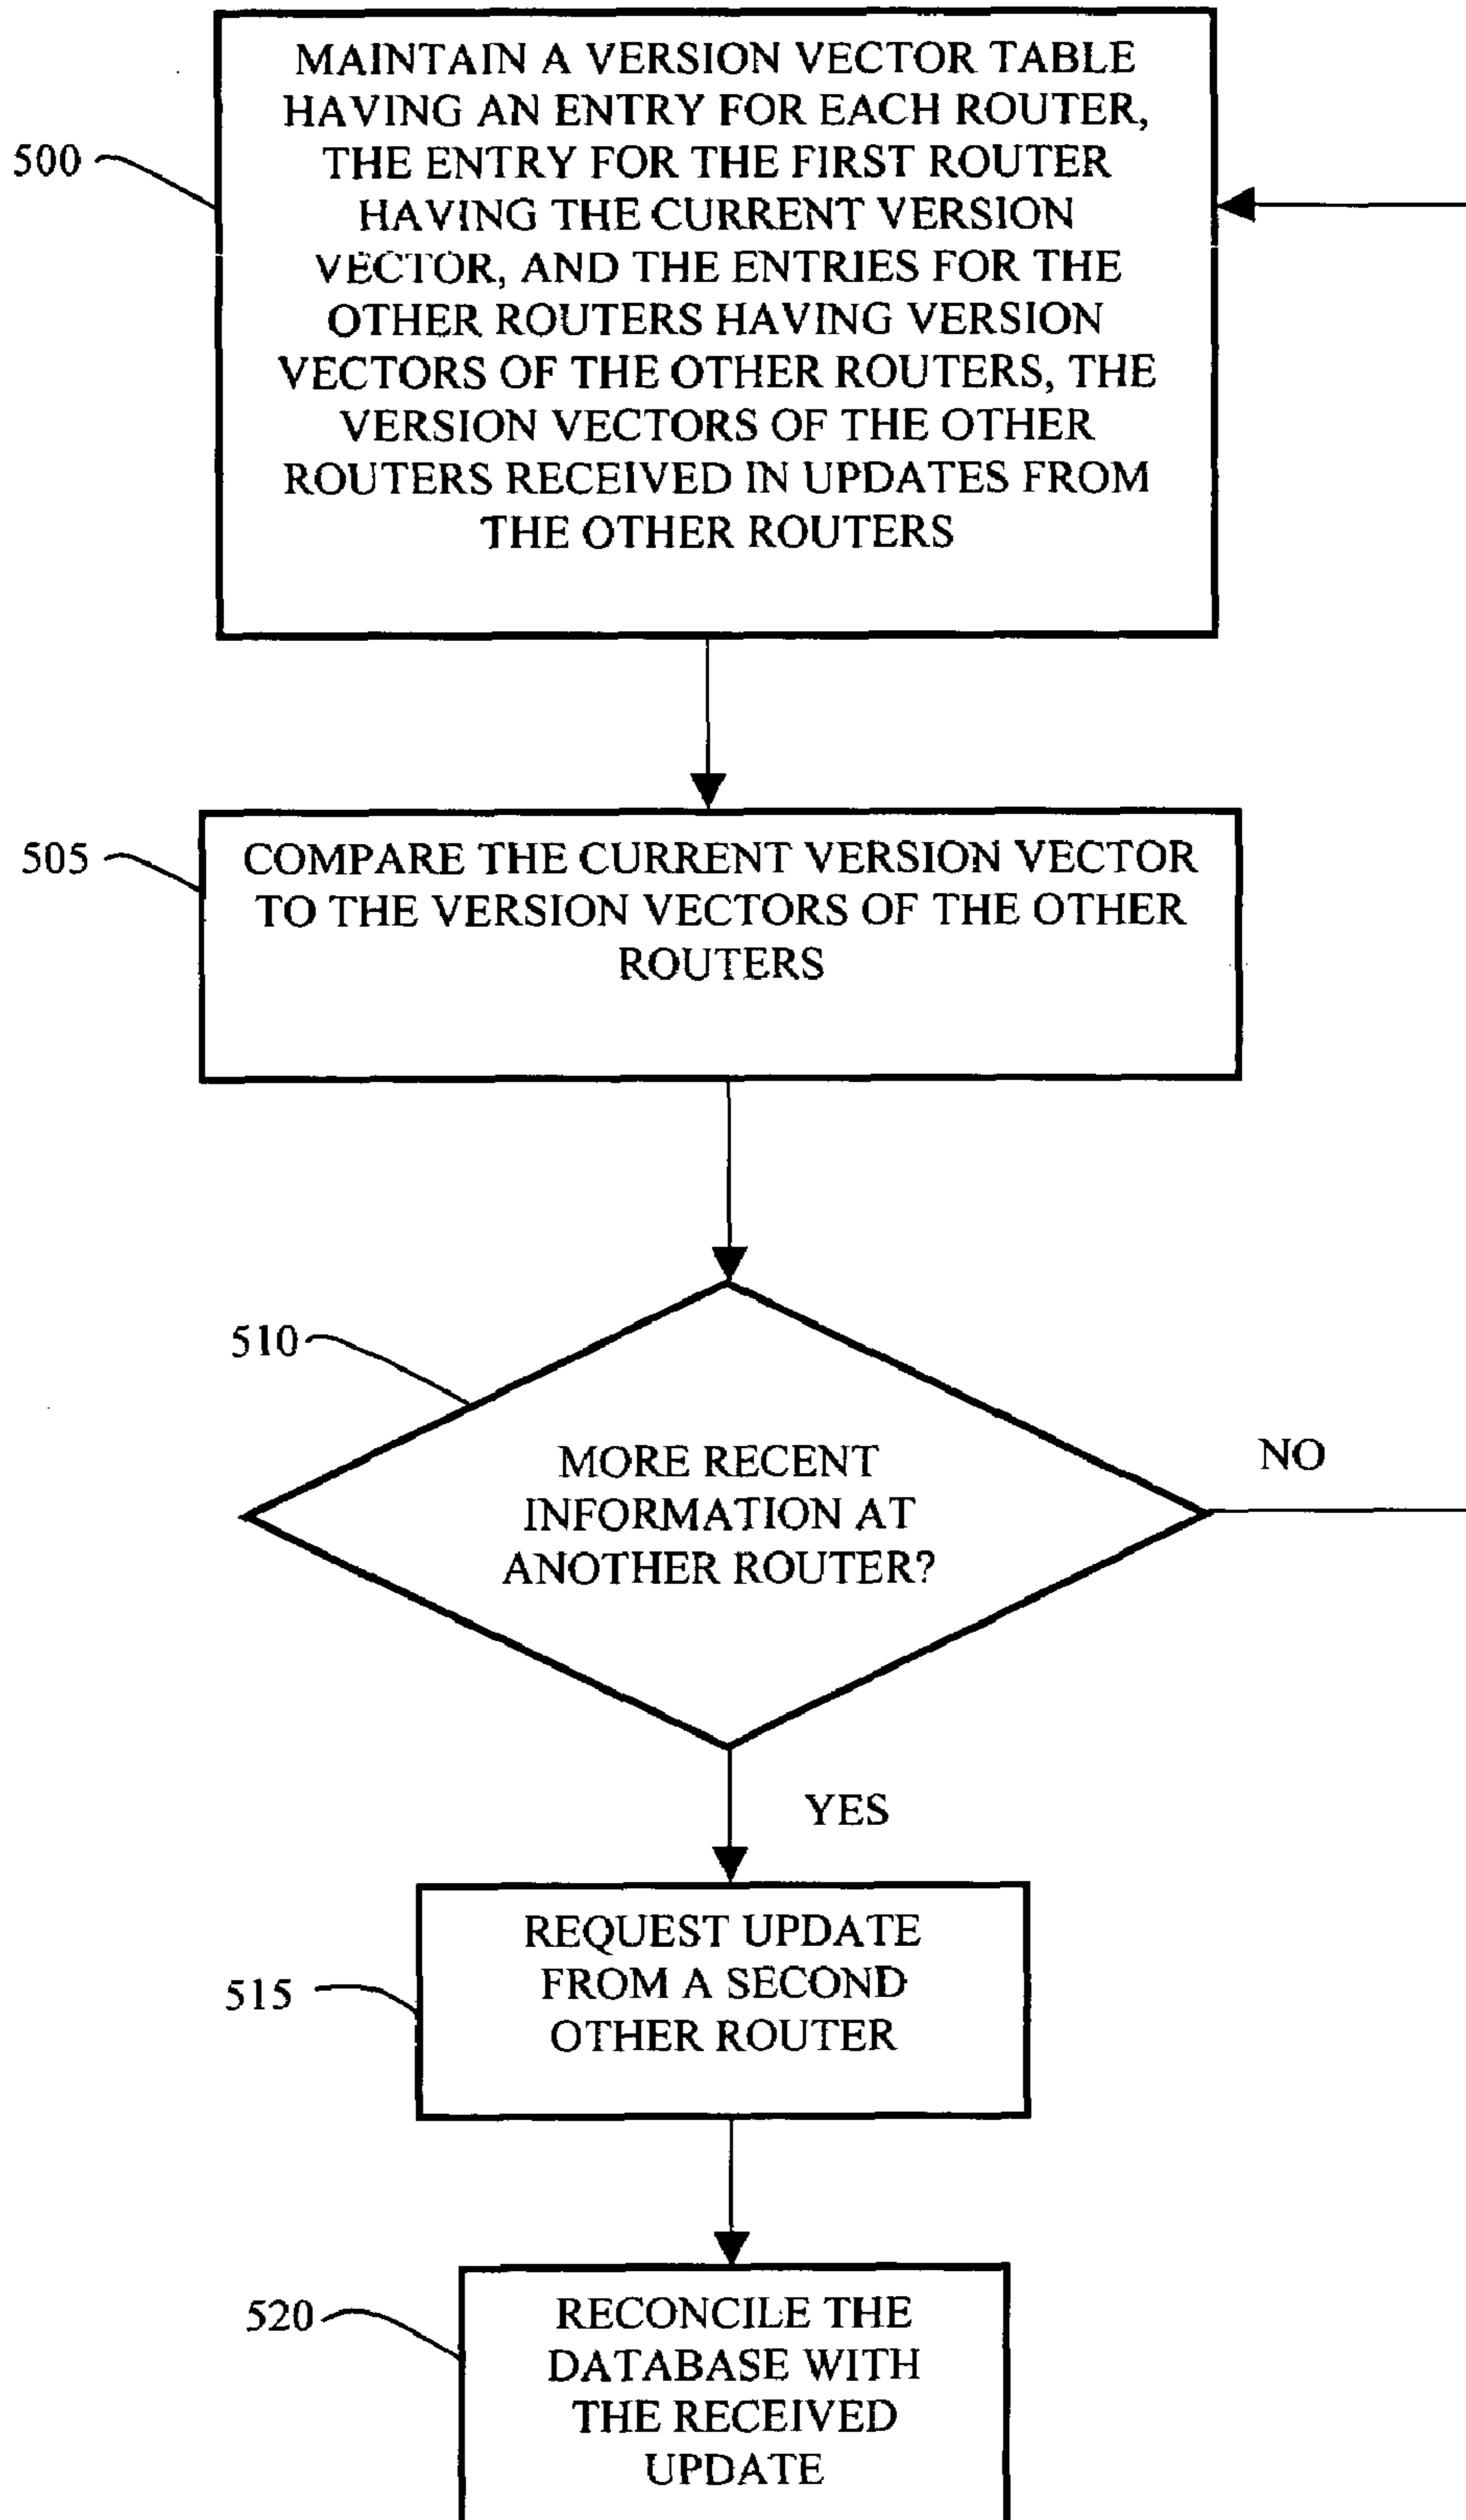 MAINTAIN A VERSION VECTOR TABLE
HAVING AN ENTRY FOR EACH ROUTER,
500
THE ENTRY FOR THE FIRST ROUTER
HAVING THE CURRENT VERSION
VECTOR, AND THE ENTRIES FOR THE
OTHER ROUTERS HAVING VERSION
VECTORS OF THE OTHER ROUTERS, THE
VERSION VECTORS OF THE OTHER
ROUTERS RECEIVED IN UPDATES FROM
THE OTHER ROUTERS
505
COMPARE THE CURRENT VERSION VECTOR
TO THE VERSION VECTORS OF THE OTHER
ROUTERS
510
MORE RECENT
INFORMATION AT
ANOTHER ROUTER?
NO
YES
REQUEST UPDATE
FROM A SECOND
OTHER ROUTER
515
520
RECONCILE THE
DATABASE WITH
THE RECEIVED
UPDATE